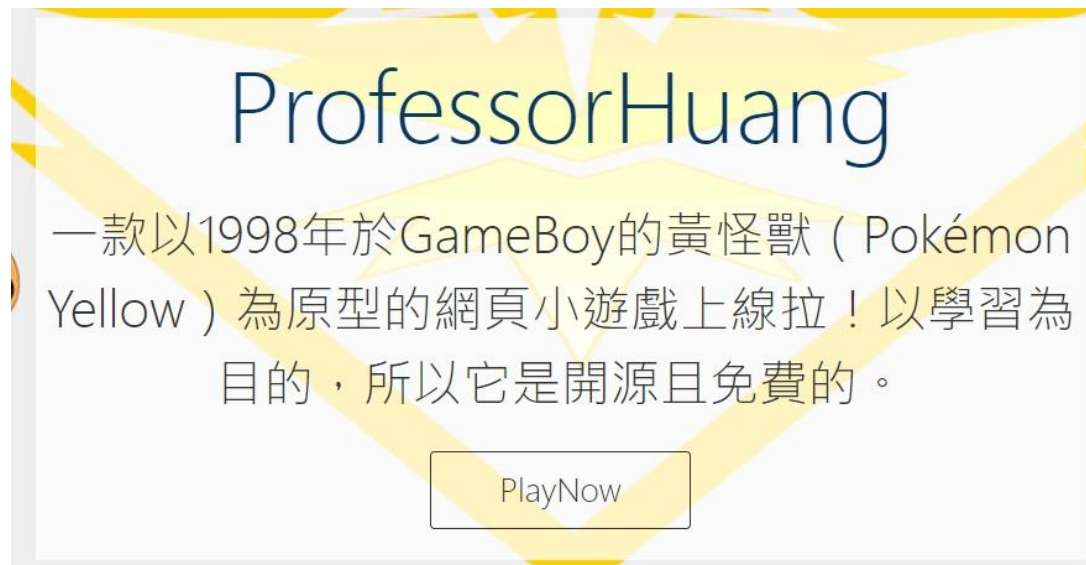 ProfessorHuang
一款以1998年於GameBoy的黃怪獸（Pokémon
Yellow）為原型的網頁小遊戲上線拉！以學習為
目的，所以它是開源且免費的。
PlayNow